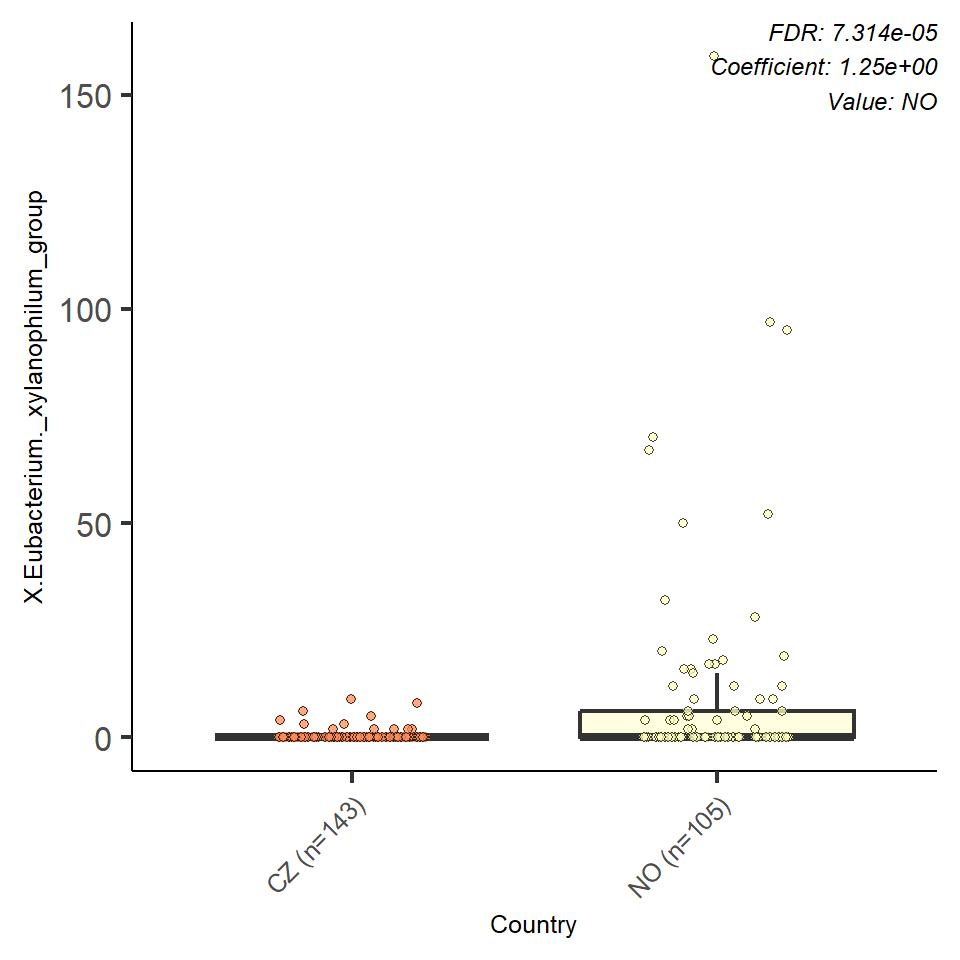 FDR: 7.314e-05
Coefficient: 1.25e+00
Value: NO
X.Eubacterium._xylanophilum_group
150
100
50
0
CZ (n=143)
NO (n=105)
Country